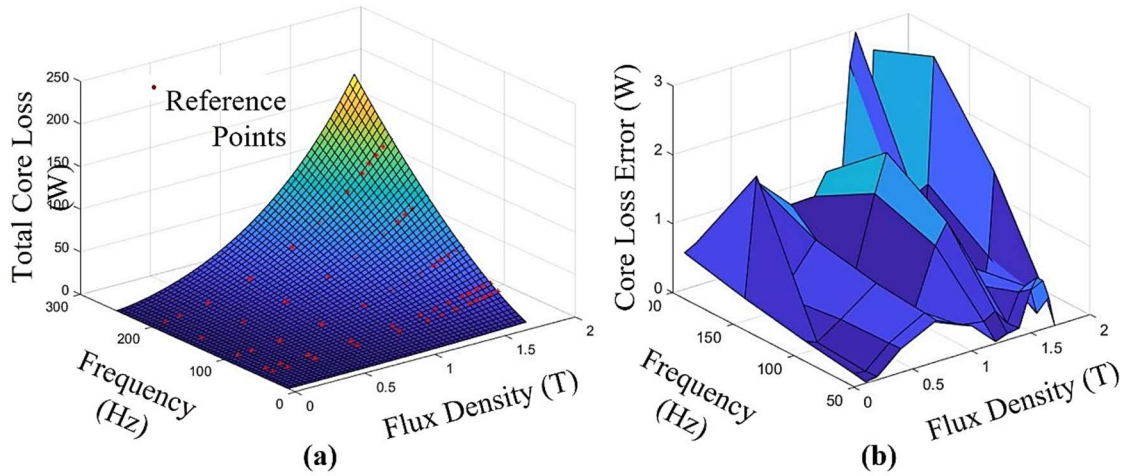 Total Core Loss
(W)
250
200
150
100
50
0
Reference
Points
300
200
100
0
Frequency
(Hz)
0
0.5
1
1.5
2
Flux Density (T)
(a)
Core Loss Error (W)
3
2
1
0
00
150
100
50
Frequency
(Hz)
0
0.5
1
1.5
2
Flux Density (T)
(b)